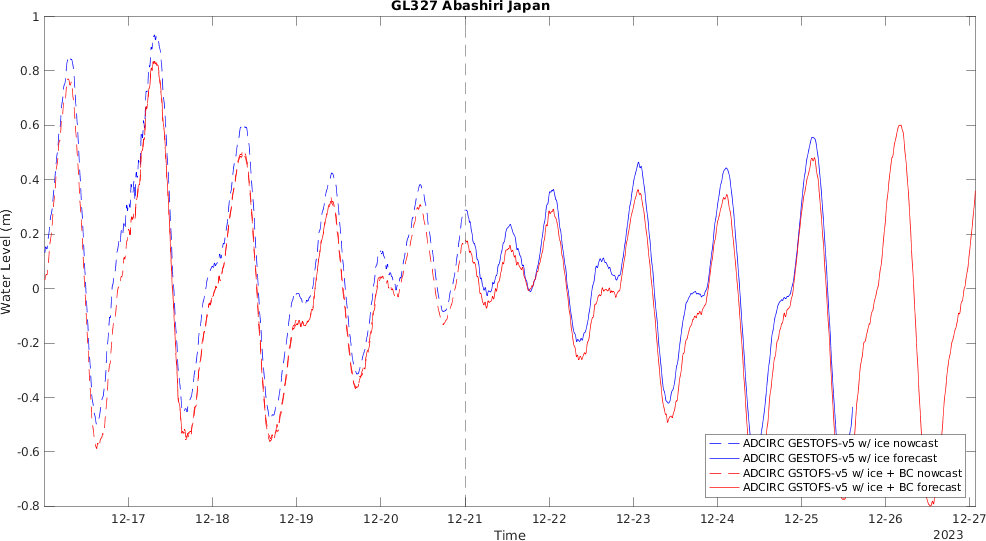 GL327 Abashiri Japan
Water Level (m)
1
0.8
0.6
0.4
0.2
0
-0.2
-0.4
-0.6
-0.8
12-17 12-18 12-19 12-20 12-21 12-22 12-23 12-24 12-25 12-26 12-27
Time
2023
ADCIRC GESTOFS-v5 w/ ice nowcast
ADCIRC GESTOFS-v5 w/ ice forecast
ADCIRC GSTOFS-v5 w/ ice + BC nowcast
ADCIRC GSTOFS-v5 w/ ice + BC forecast